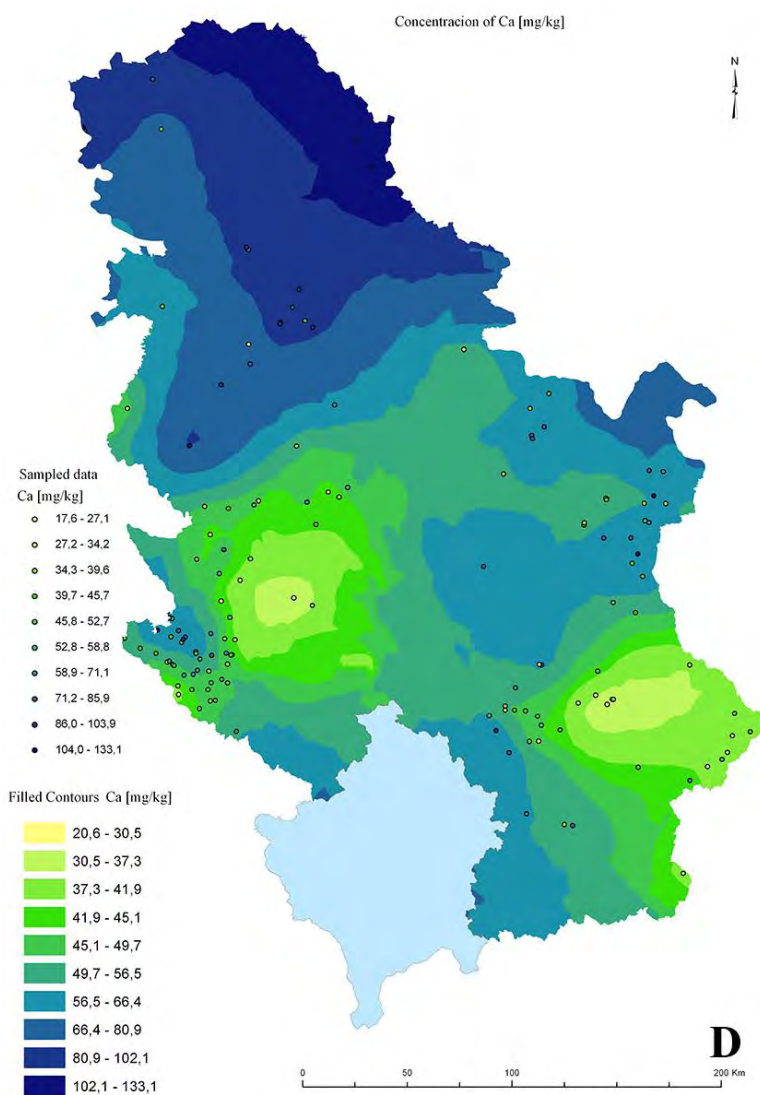 Concentracion of Ca [mg/kg]
N
Sampled data
Ca [mg/kg]
17,6 - 27,1
27,2 - 34,2
34,3 - 39,6
39,7 - 45,7
45,8 - 52,7
52,8 - 58,8
58,9 - 71,1
71,2 - 85,9
86,0 - 103,9
104,0 - 133,1
Filled Contours Ca [mg/kg]
20,6 - 30,5
30,5 - 37,3
37,3 - 41,9
41,9 - 45,1
45,1 - 49,7
49,7 - 56,5
56,5 - 66,4
66,4 - 80,9
80,9 - 102,1
102,1 - 133,1
D
0 50 100 200 Km